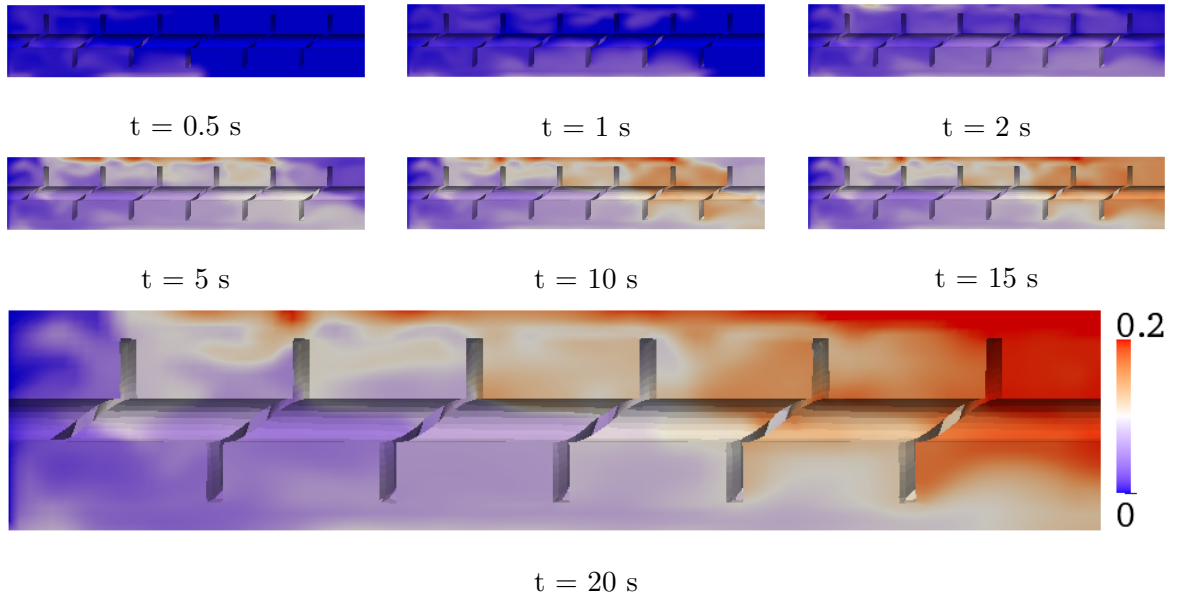 t = 0.5 s
t = 1 s
t = 2 s
t = 5 s
t = 10 s
t = 15 s
0.2
0
t = 20 s